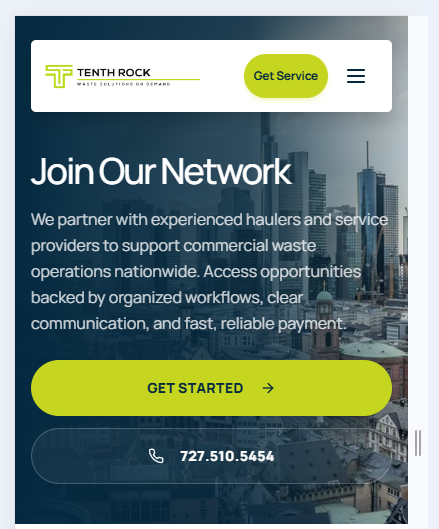 TENTH ROCK
WASTE SOLUTIONS ON DEMAND
Get Service
Join Our Network
We partner with experienced haulers and service
providers to support commercial waste
operations nationwide. Access opportunities
backed by organized workflows, clear
communication, and fast, reliable payment.
GET STARTED
727.510.5454